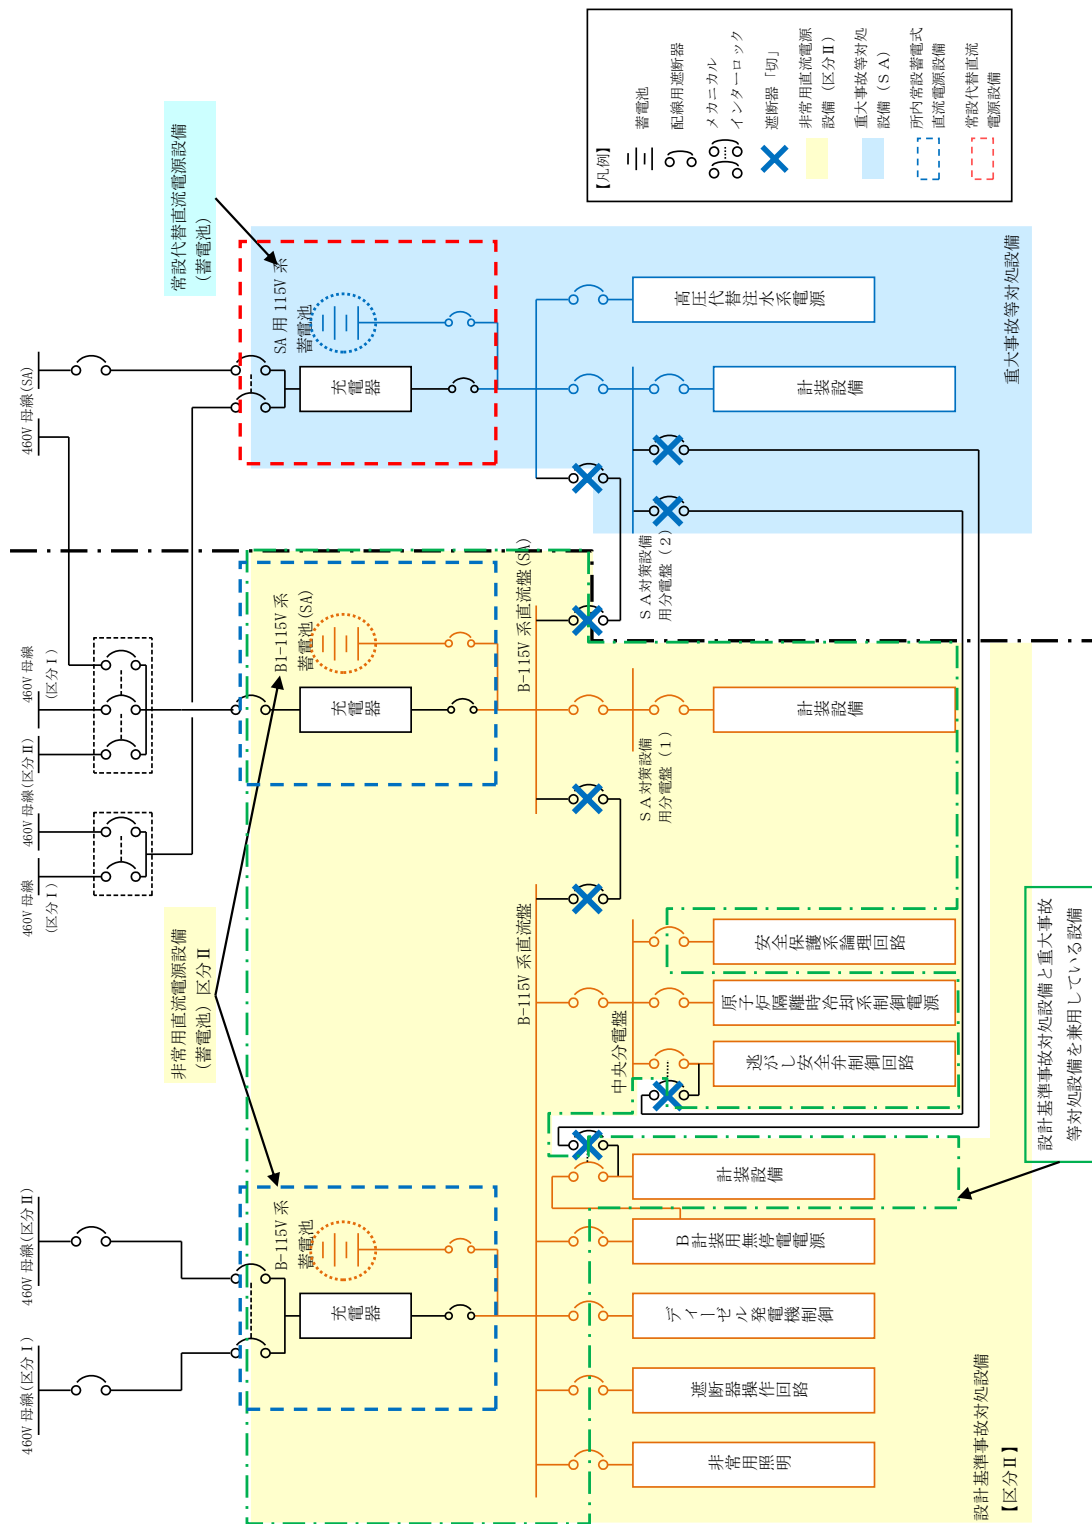 460V 母線(区分Ⅰ)
460V 母線(区分Ⅱ)
460V 母線
(区分Ⅰ)
460V 母線(区分Ⅱ)
460V 母線
(区分Ⅰ)
460V 母線(SA)
非常用直流電源設備
(蓄電池) 区分Ⅱ
常設代替直流電源設備
(蓄電池)
B-115V 系
蓄電池
充電器
B1-115V 系
蓄電池(SA)
充電器
SA 用 115V 系
蓄電池
充電器
B-115V 系直流盤
B-115V 系直流盤(SA)
中央分電盤
SA対策設備
用分電盤(1)
SA対策設備
用分電盤(2)
非常用照明
遮断器操作回路
ディーゼル発電機制御
B
計装用無停電電源
計装設備
逃がし安全弁制御回路
原子炉隔離時冷却系制御電源
安全保護系論理回路
計装設備
計装設備
高圧代替注水系電源
設計基準事故対処設備
【区分Ⅱ】
重大事故等対処設備
設計基準事故対処設備と重大事故
等対処設備を兼用している設備
【凡例】
蓄電池
配線用遮断器
メカニカル
インターロック
遮断器「切」
非常用直流電源
設備(区分Ⅱ)
重大事故等対処
設備(SA)
所内常設蓄電式
直流電源設備
常設代替直流
電源設備